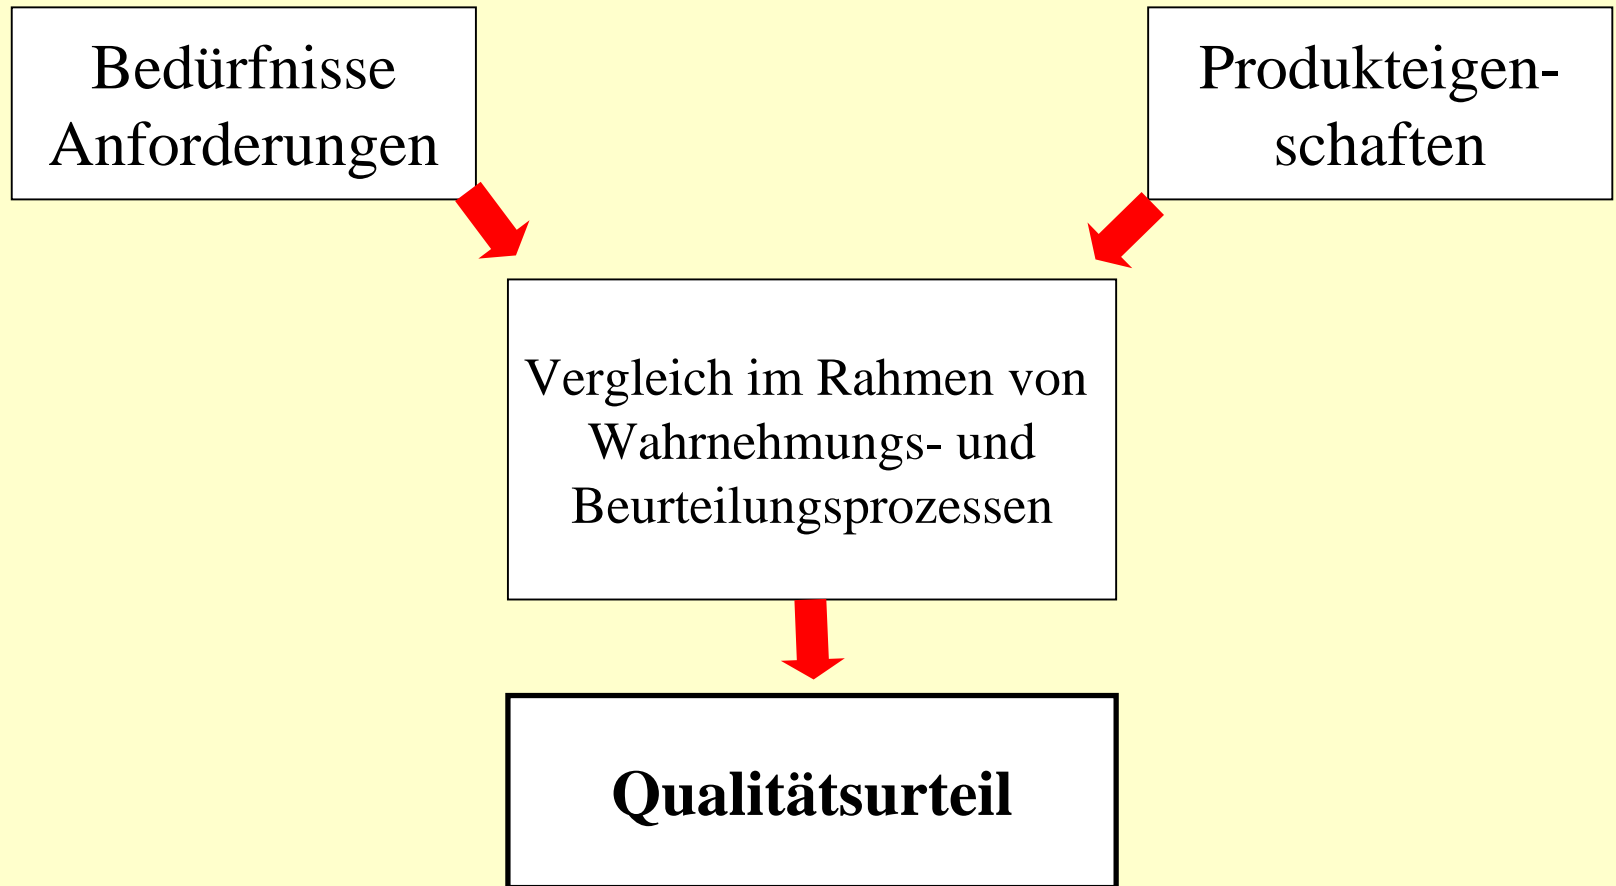 Bedürfnisse
Anforderungen
Produkteigen-
schaften
Vergleich im Rahmen von
Wahrnehmungs- und
Beurteilungsprozessen
Qualitätsurteil